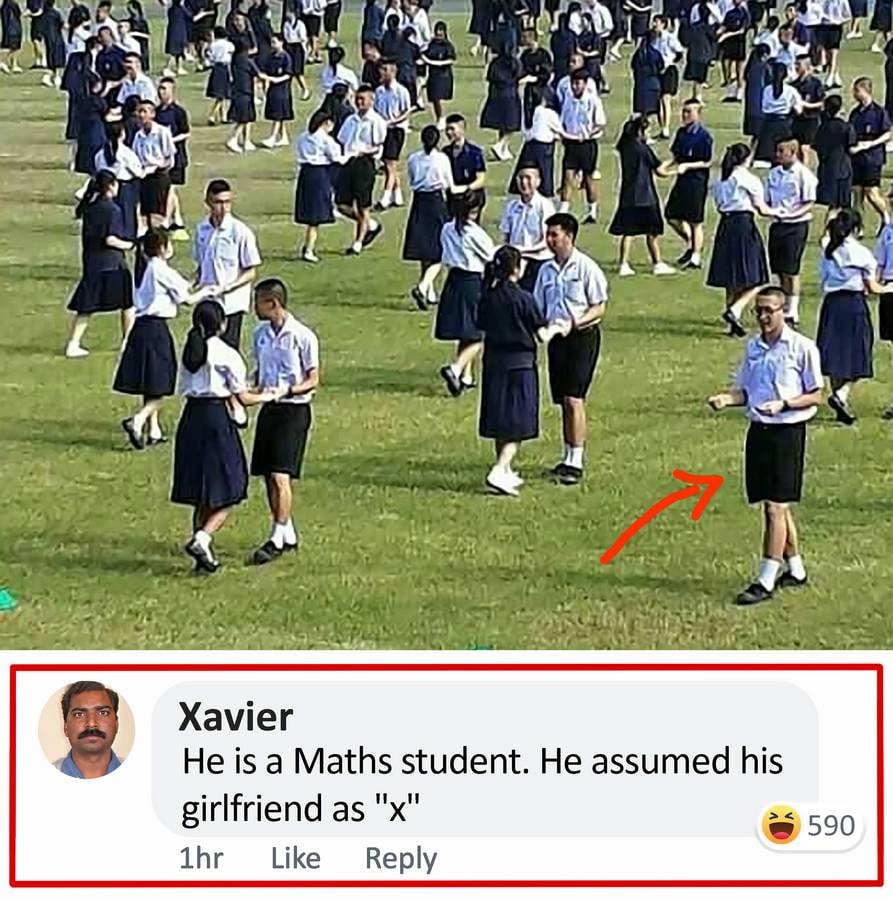 Xavier
He is a Maths student. He assumed his
girlfriend as "x"
590
1hr Like Reply